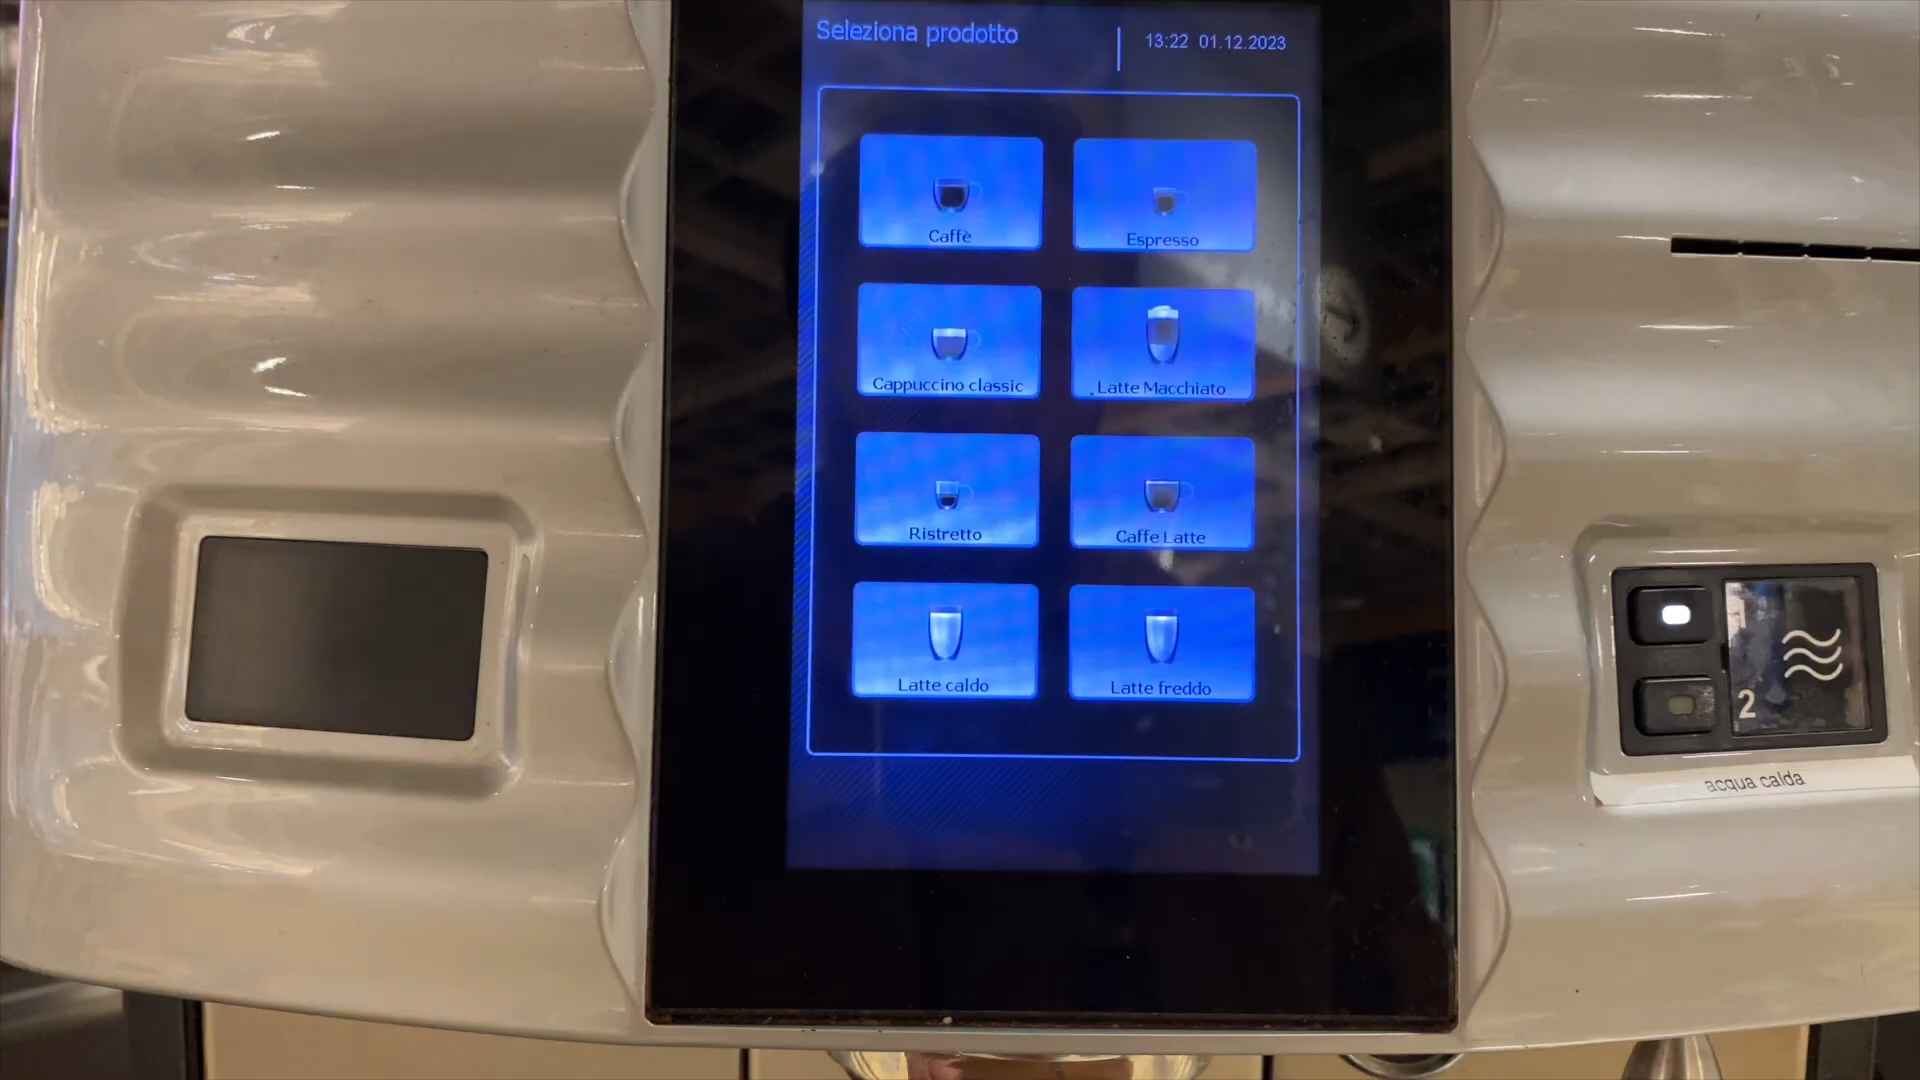 Seleziona prodotto
13:22 01.12.2023
Caffè
Espresso
Cappuccino classic
Latte Macchiato
Ristretto
Caffe Latte
Latte caldo
Latte freddo
2
acqua calda